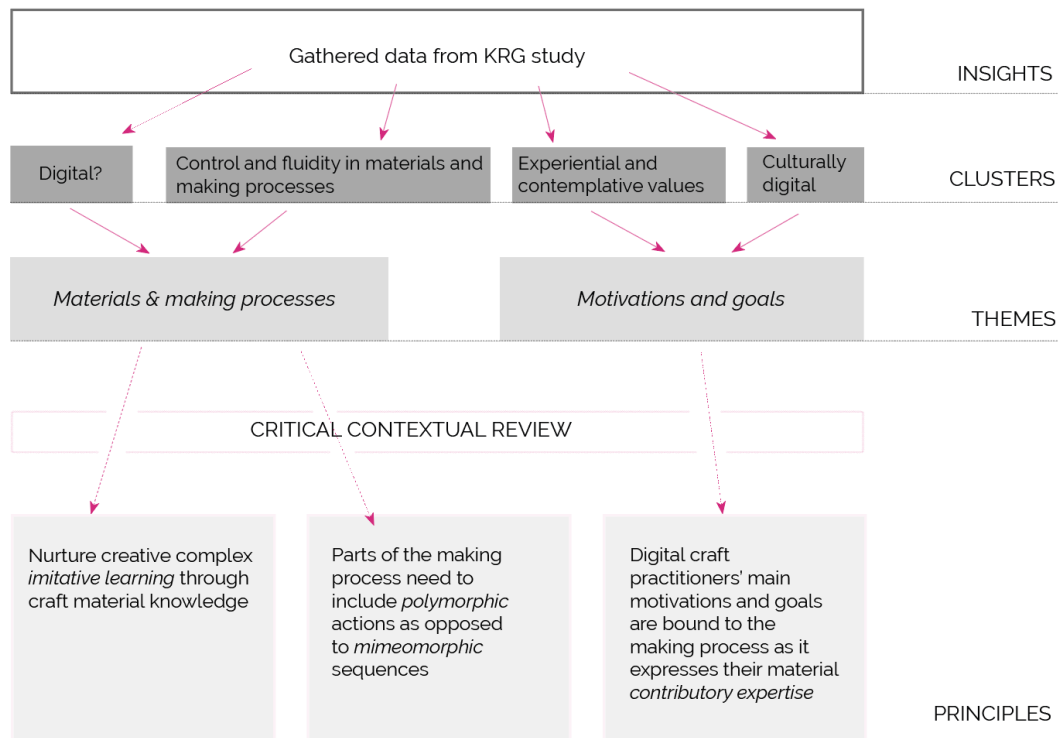 Gathered data from KRG study
INSIGHTS
Digital?
Control and fluidity in materials and
making processes
Experiential and
contemplative values
Culturally
digital
CLUSTERS
Materials & making processes
Motivations and goals
THEMES
CRITICAL CONTEXTUAL REVIEW
Nurture creative complex
imitative learning through
craft material knowledge
Parts of the making
process need to
include polymorphic
actions as opposed
to mimeomorphic
sequences
Digital craft
practitioners’ main
motivations and goals
are bound to the
making process as it
expresses their material
contributory expertise
PRINCIPLES